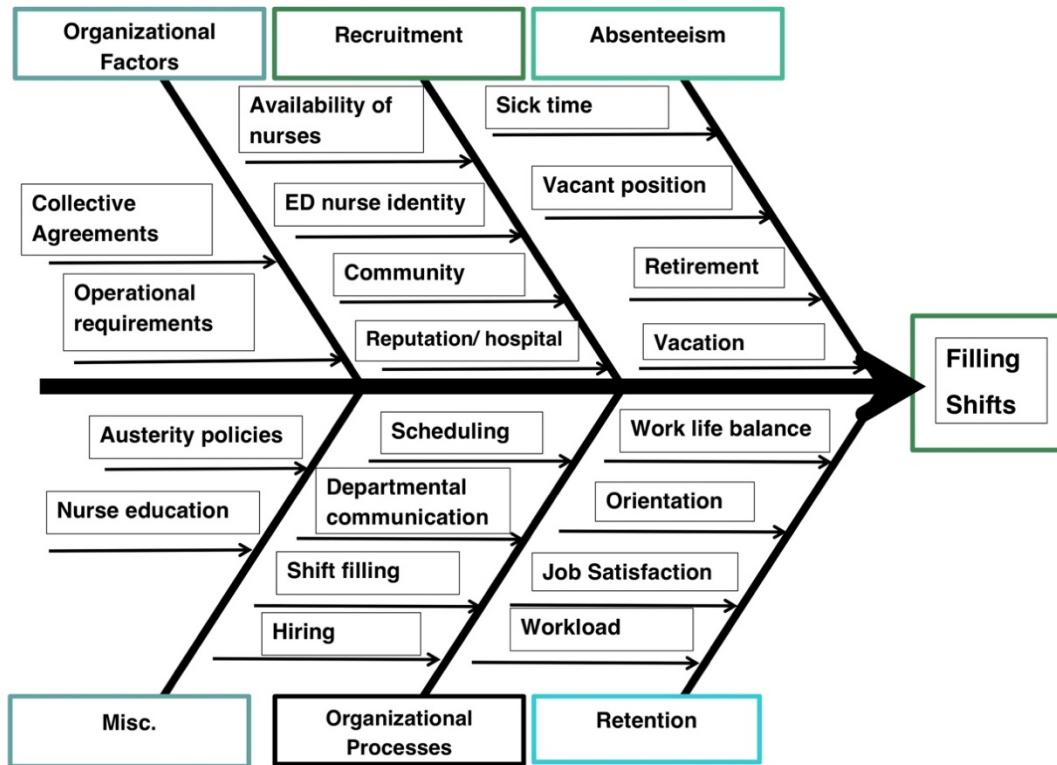 Organizational
Factors
Recruitment
Absenteeism
Availability of
nurses
Sick time
ED nurse identity
Vacant position
Collective
Agreements
Community
Retirement
Operational
requirements
Reputation/ hospital
Vacation
Filling
Shifts
Austerity policies
Scheduling
Work life balance
Nurse education
Departmental
communication
Orientation
Shift filling
Job Satisfaction
Hiring
Workload
Misc.
Organizational
Processes
Retention